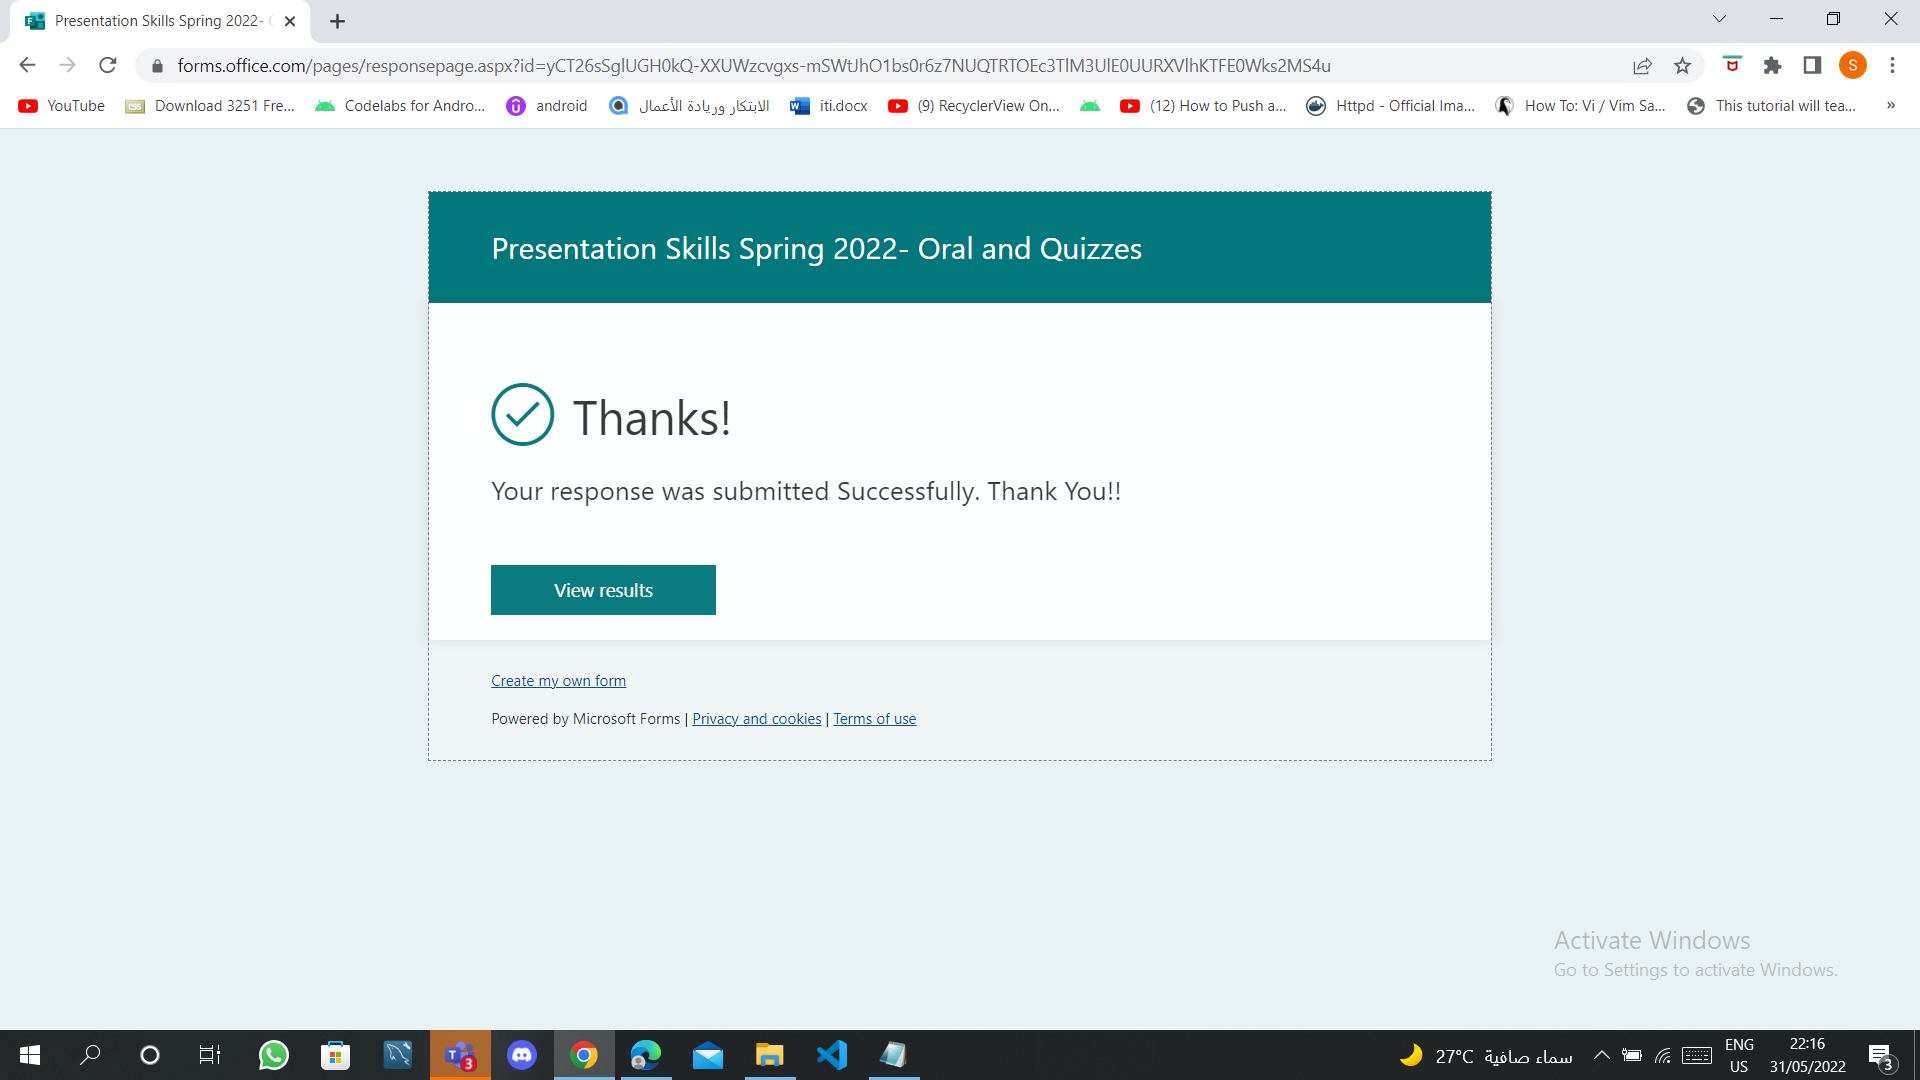 Presentation Skills Spring 2022-
forms.office.com/pages/responsepage.aspx?id=yCT26sSglUGH0kQ-XXUWzcvgxs-mSWtJhO1bs0r6z7NUQTRTOEc3TlM3UlE0UURXVlhKTFE0Wks2MS4u
S
YouTube
CSS
Download 3251 Fre...
Codelabs for Andro...
android
الابتكار وريادة الأعمال
iti.docx
(9) RecyclerView On...
(12) How to Push a...
Httpd - Official Ima...
How To: Vi / Vim Sa...
This tutorial will tea...
»
Presentation Skills Spring 2022- Oral and Quizzes
Thanks!
Your response was submitted Successfully. Thank You!!
View results
Create my own form
Powered by Microsoft Forms | Privacy and cookies | Terms of use
Activate Windows
Go to Settings to activate Windows.
3
27°C سماء صافية
ENG
US
22:16
31/05/2022
3